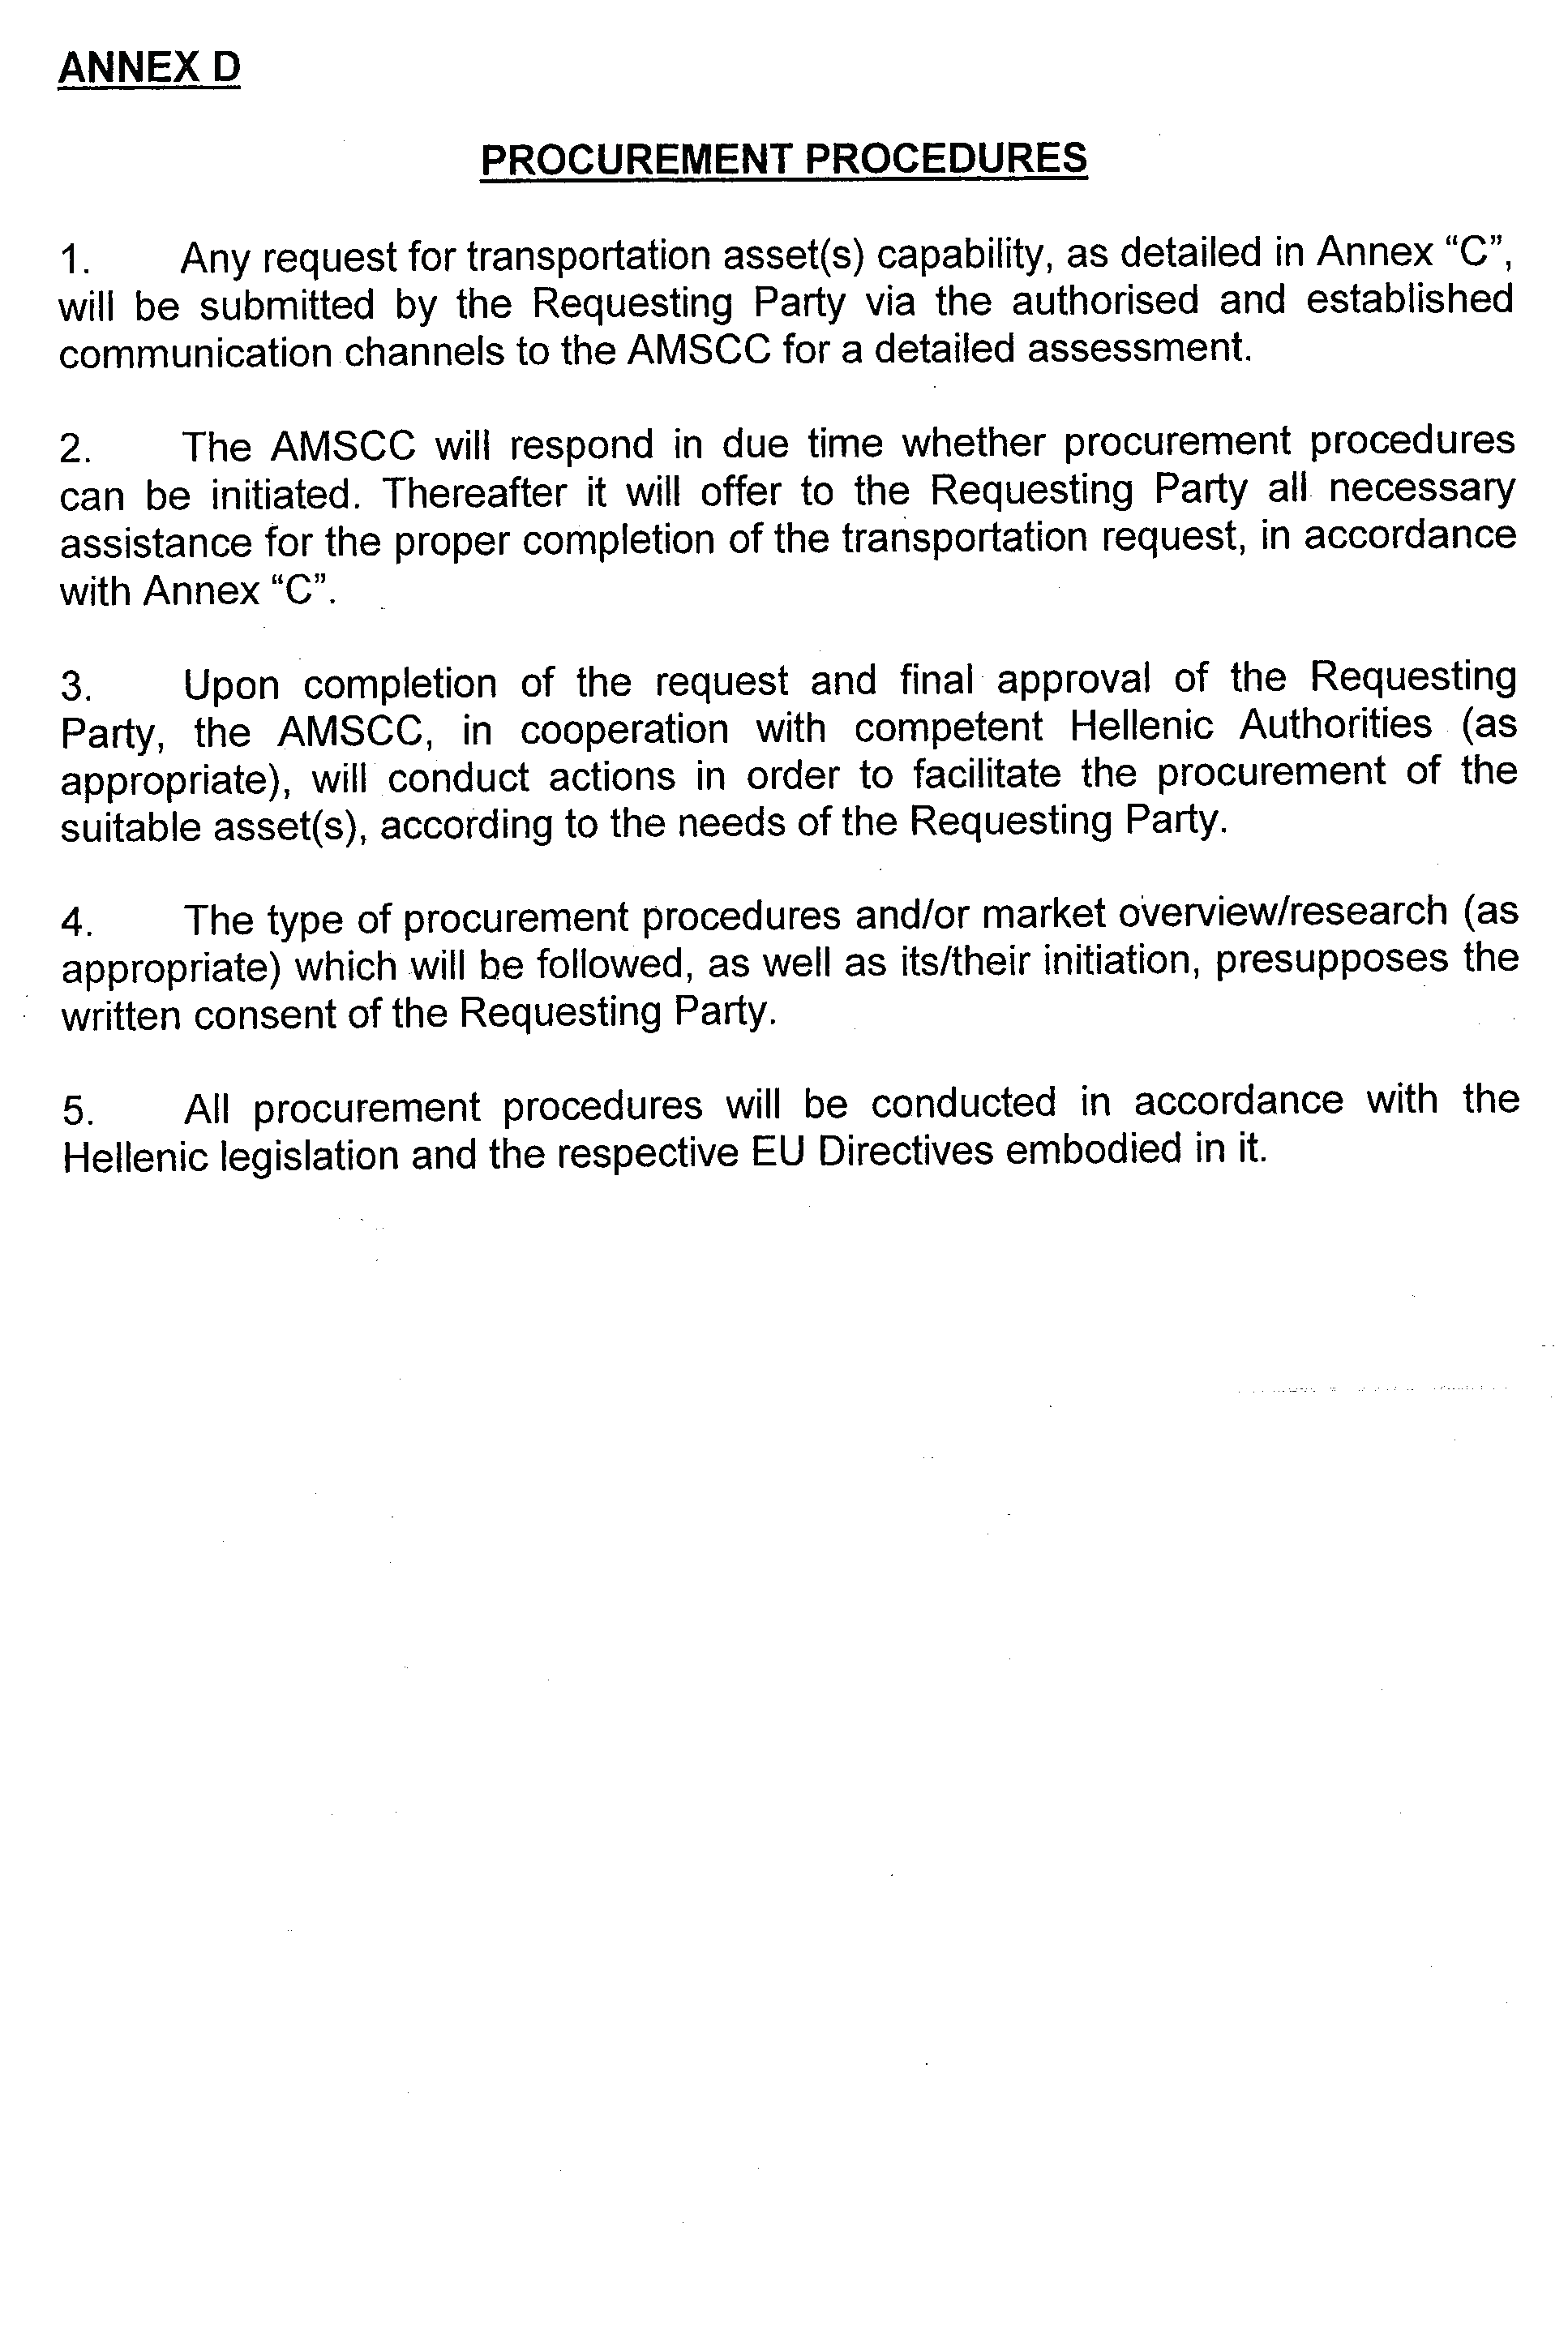 ANNEX D
PROCUREMENT PROCEDURES
1. Any request for transportation asset(s) capability, as detailed in Annex “C”,
will be submitted by the Requesting Party via the authorised and established
communication channels to the AMSCC for a detailed assessment.
2. The AMSCC will respond in due time whether procurement procedures
can be initiated. Thereafter it will offer to the Requesting Party all necessary
assistance for the proper completion of the transportation request, in accordance
with Annex “C”.
3. Upon completion of the request and final approval of the Requesting
Party, the AMSCC, in cooperation with competent Hellenic Authorities (as
appropriate), will conduct actions in order to facilitate the procurement of the
suitable asset(s), according to the needs of the Requesting Party.
4. The type of procurement procedures and/or market overview/research (as
appropriate) which will be followed, as well as its/their initiation, presupposes the
written consent of the Requesting Party.
5. All procurement procedures will be conducted in accordance with the
Hellenic legislation and the respective EU Directives embodied in it.